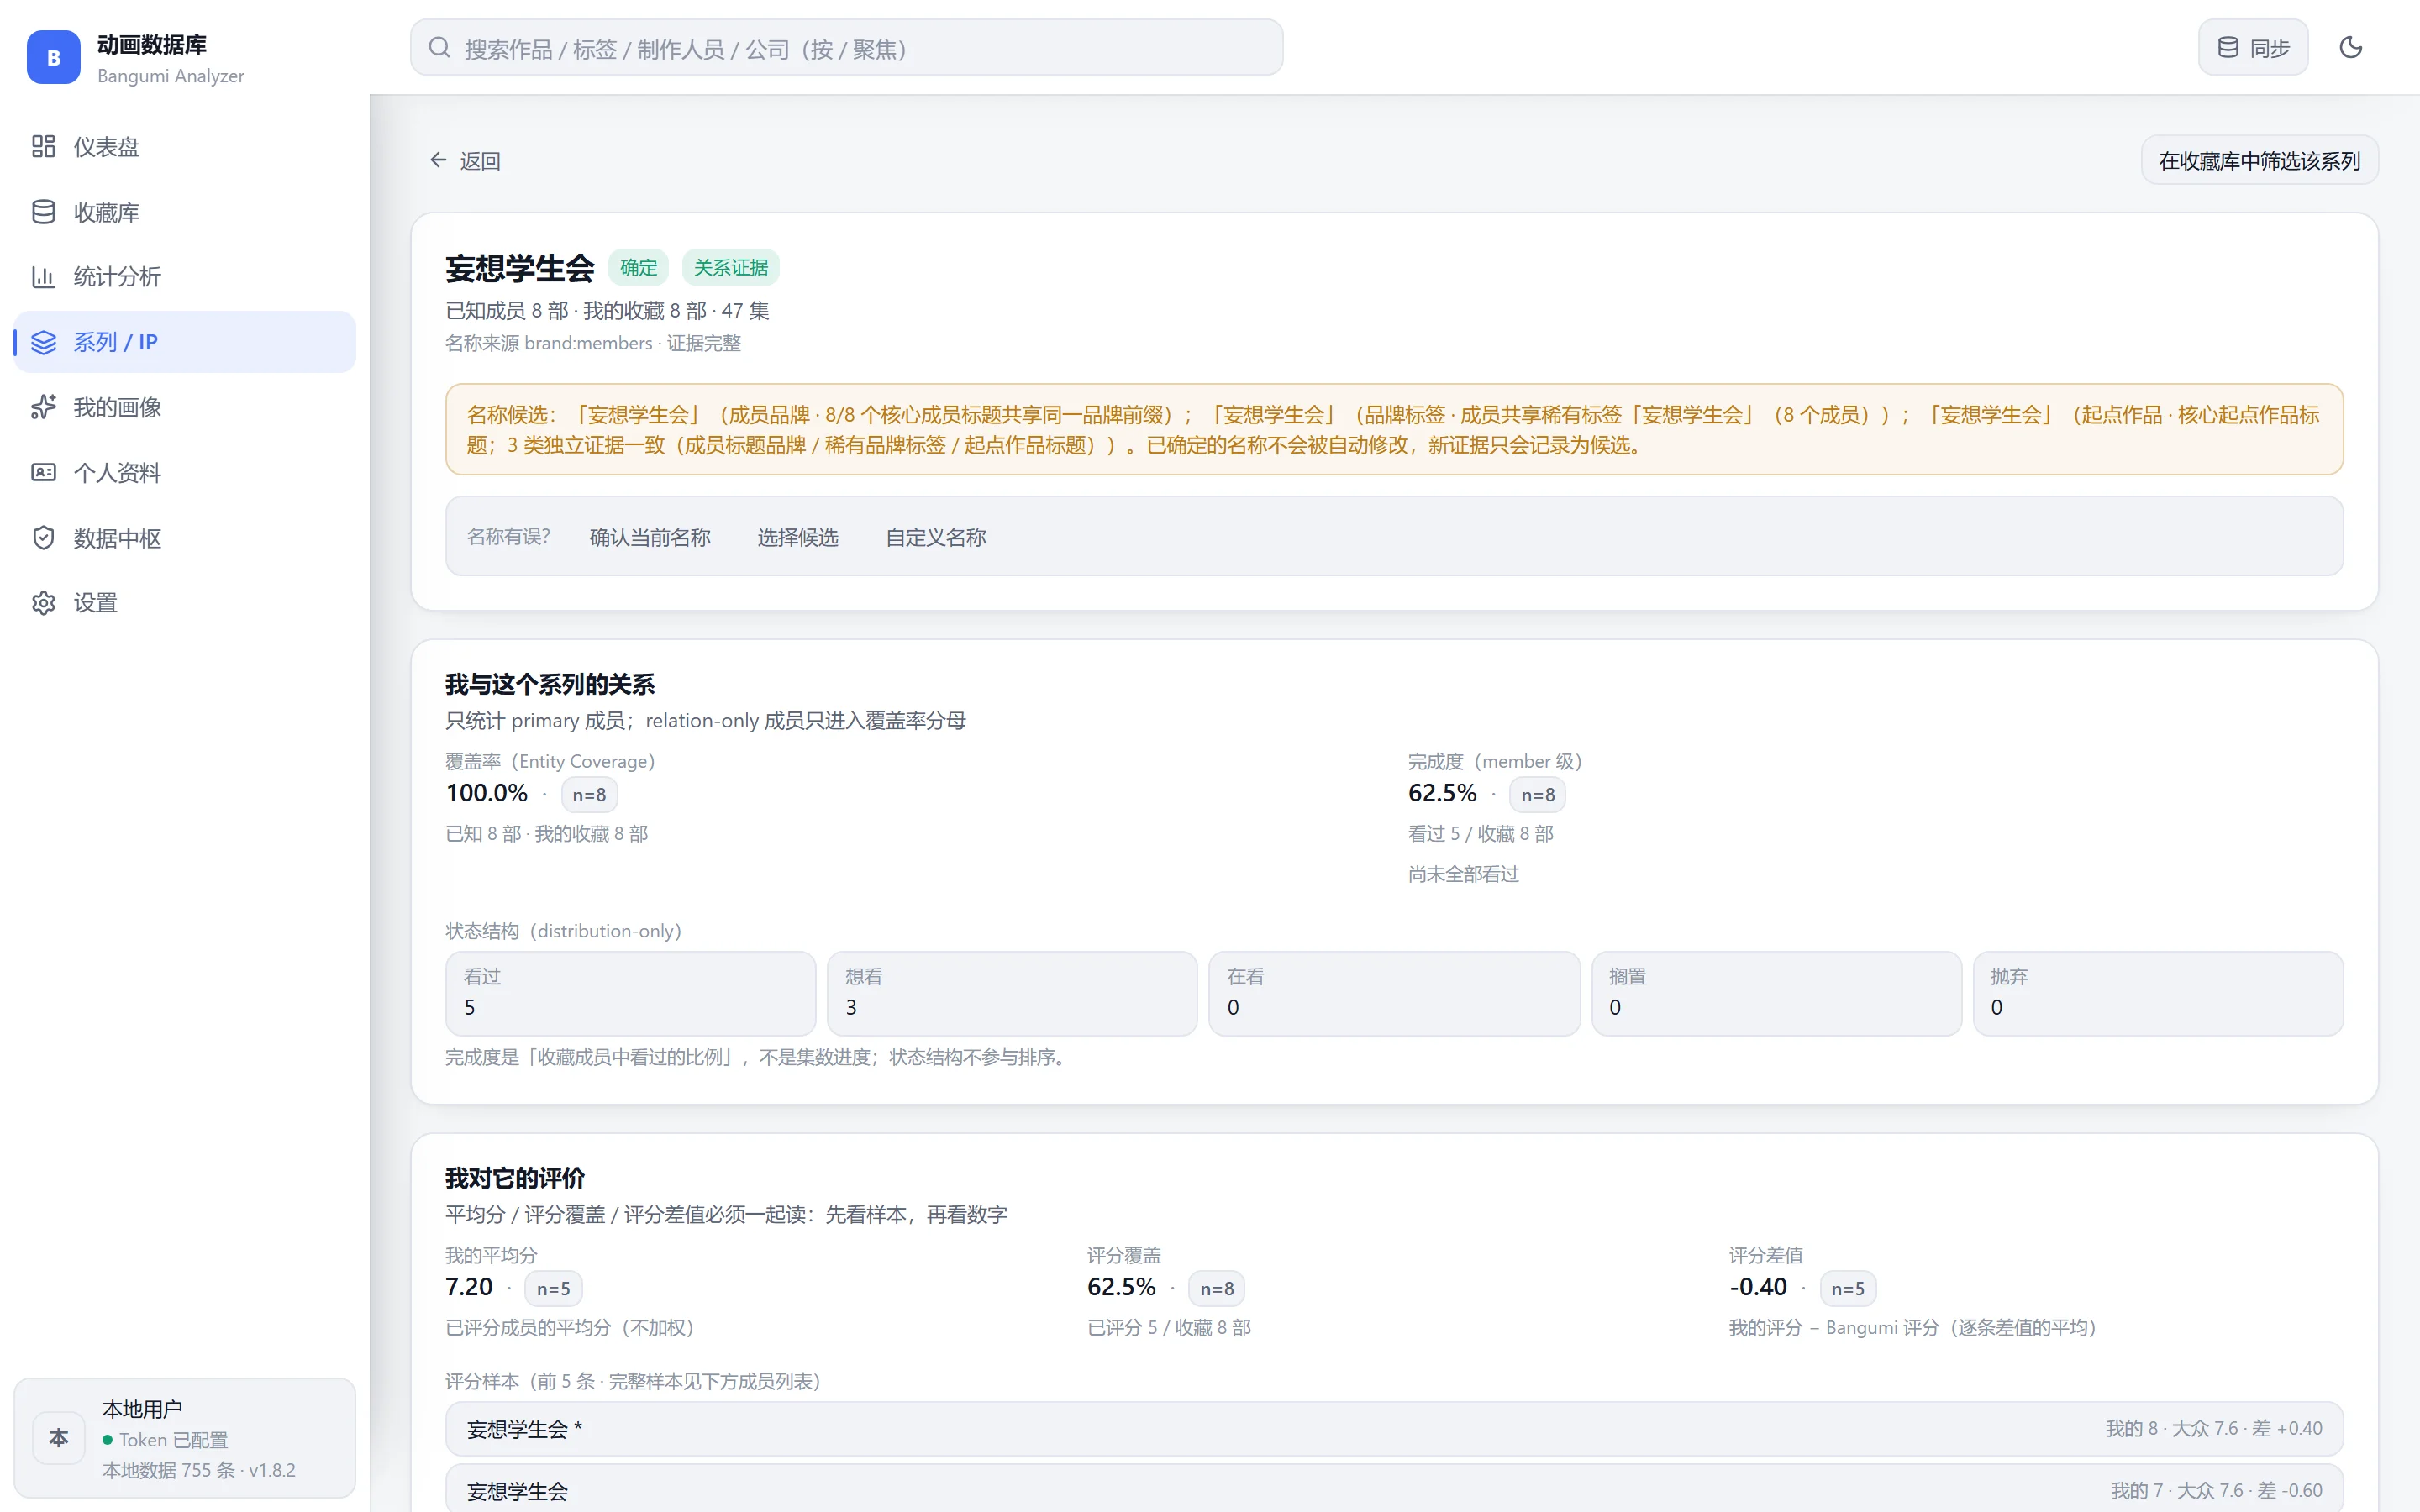 B
动画数据库
Bangumi Analyzer
搜索作品 / 标签 / 制作人员 / 公司（按 / 聚焦）
同步
仪表盘
收藏库
统计分析
系列 / IP
我的画像
个人资料
数据中枢
设置
返回
在收藏库中筛选该系列
妄想学生会 确定 关系证据
已知成员 8 部 · 我的收藏 8 部 · 47 集
名称来源 brand:members · 证据完整
名称候选：「妄想学生会」（成员品牌 · 8/8 个核心成员标题共享同一品牌前缀）；「妄想学生会」（品牌标签 · 成员共享稀有标签「妄想学生会」（8 个成员））；「妄想学生会」（起点作品 · 核心起点作品标
题；3 类独立证据一致（成员标题品牌 / 稀有品牌标签 / 起点作品标题））。已确定的名称不会被自动修改，新证据只会记录为候选。
名称有误？ 确认当前名称 选择候选 自定义名称
我与这个系列的关系
只统计 primary 成员；relation-only 成员只进入覆盖率分母
覆盖率（Entity Coverage）
100.0% · n=8
已知 8 部 · 我的收藏 8 部
完成度（member 级）
62.5% · n=8
看过 5 / 收藏 8 部
尚未全部看过
状态结构（distribution-only）
看过
5
想看
3
在看
0
搁置
0
抛弃
0
完成度是「收藏成员中看过的比例」，不是集数进度；状态结构不参与排序。
我对它的评价
平均分 / 评分覆盖 / 评分差值必须一起读：先看样本，再看数字
我的平均分
7.20 · n=5
已评分成员的平均分（不加权）
评分覆盖
62.5% · n=8
已评分 5 / 收藏 8 部
评分差值
-0.40 · n=5
我的评分 − Bangumi 评分（逐条差值的平均）
评分样本（前 5 条 · 完整样本见下方成员列表）
妄想学生会 * 我的 8 · 大众 7.6 · 差 +0.40
妄想学生会 我的 7 · 大众 7.6 · 差 -0.60
本
本地用户
Token 已配置
本地数据 755 条 · v1.8.2